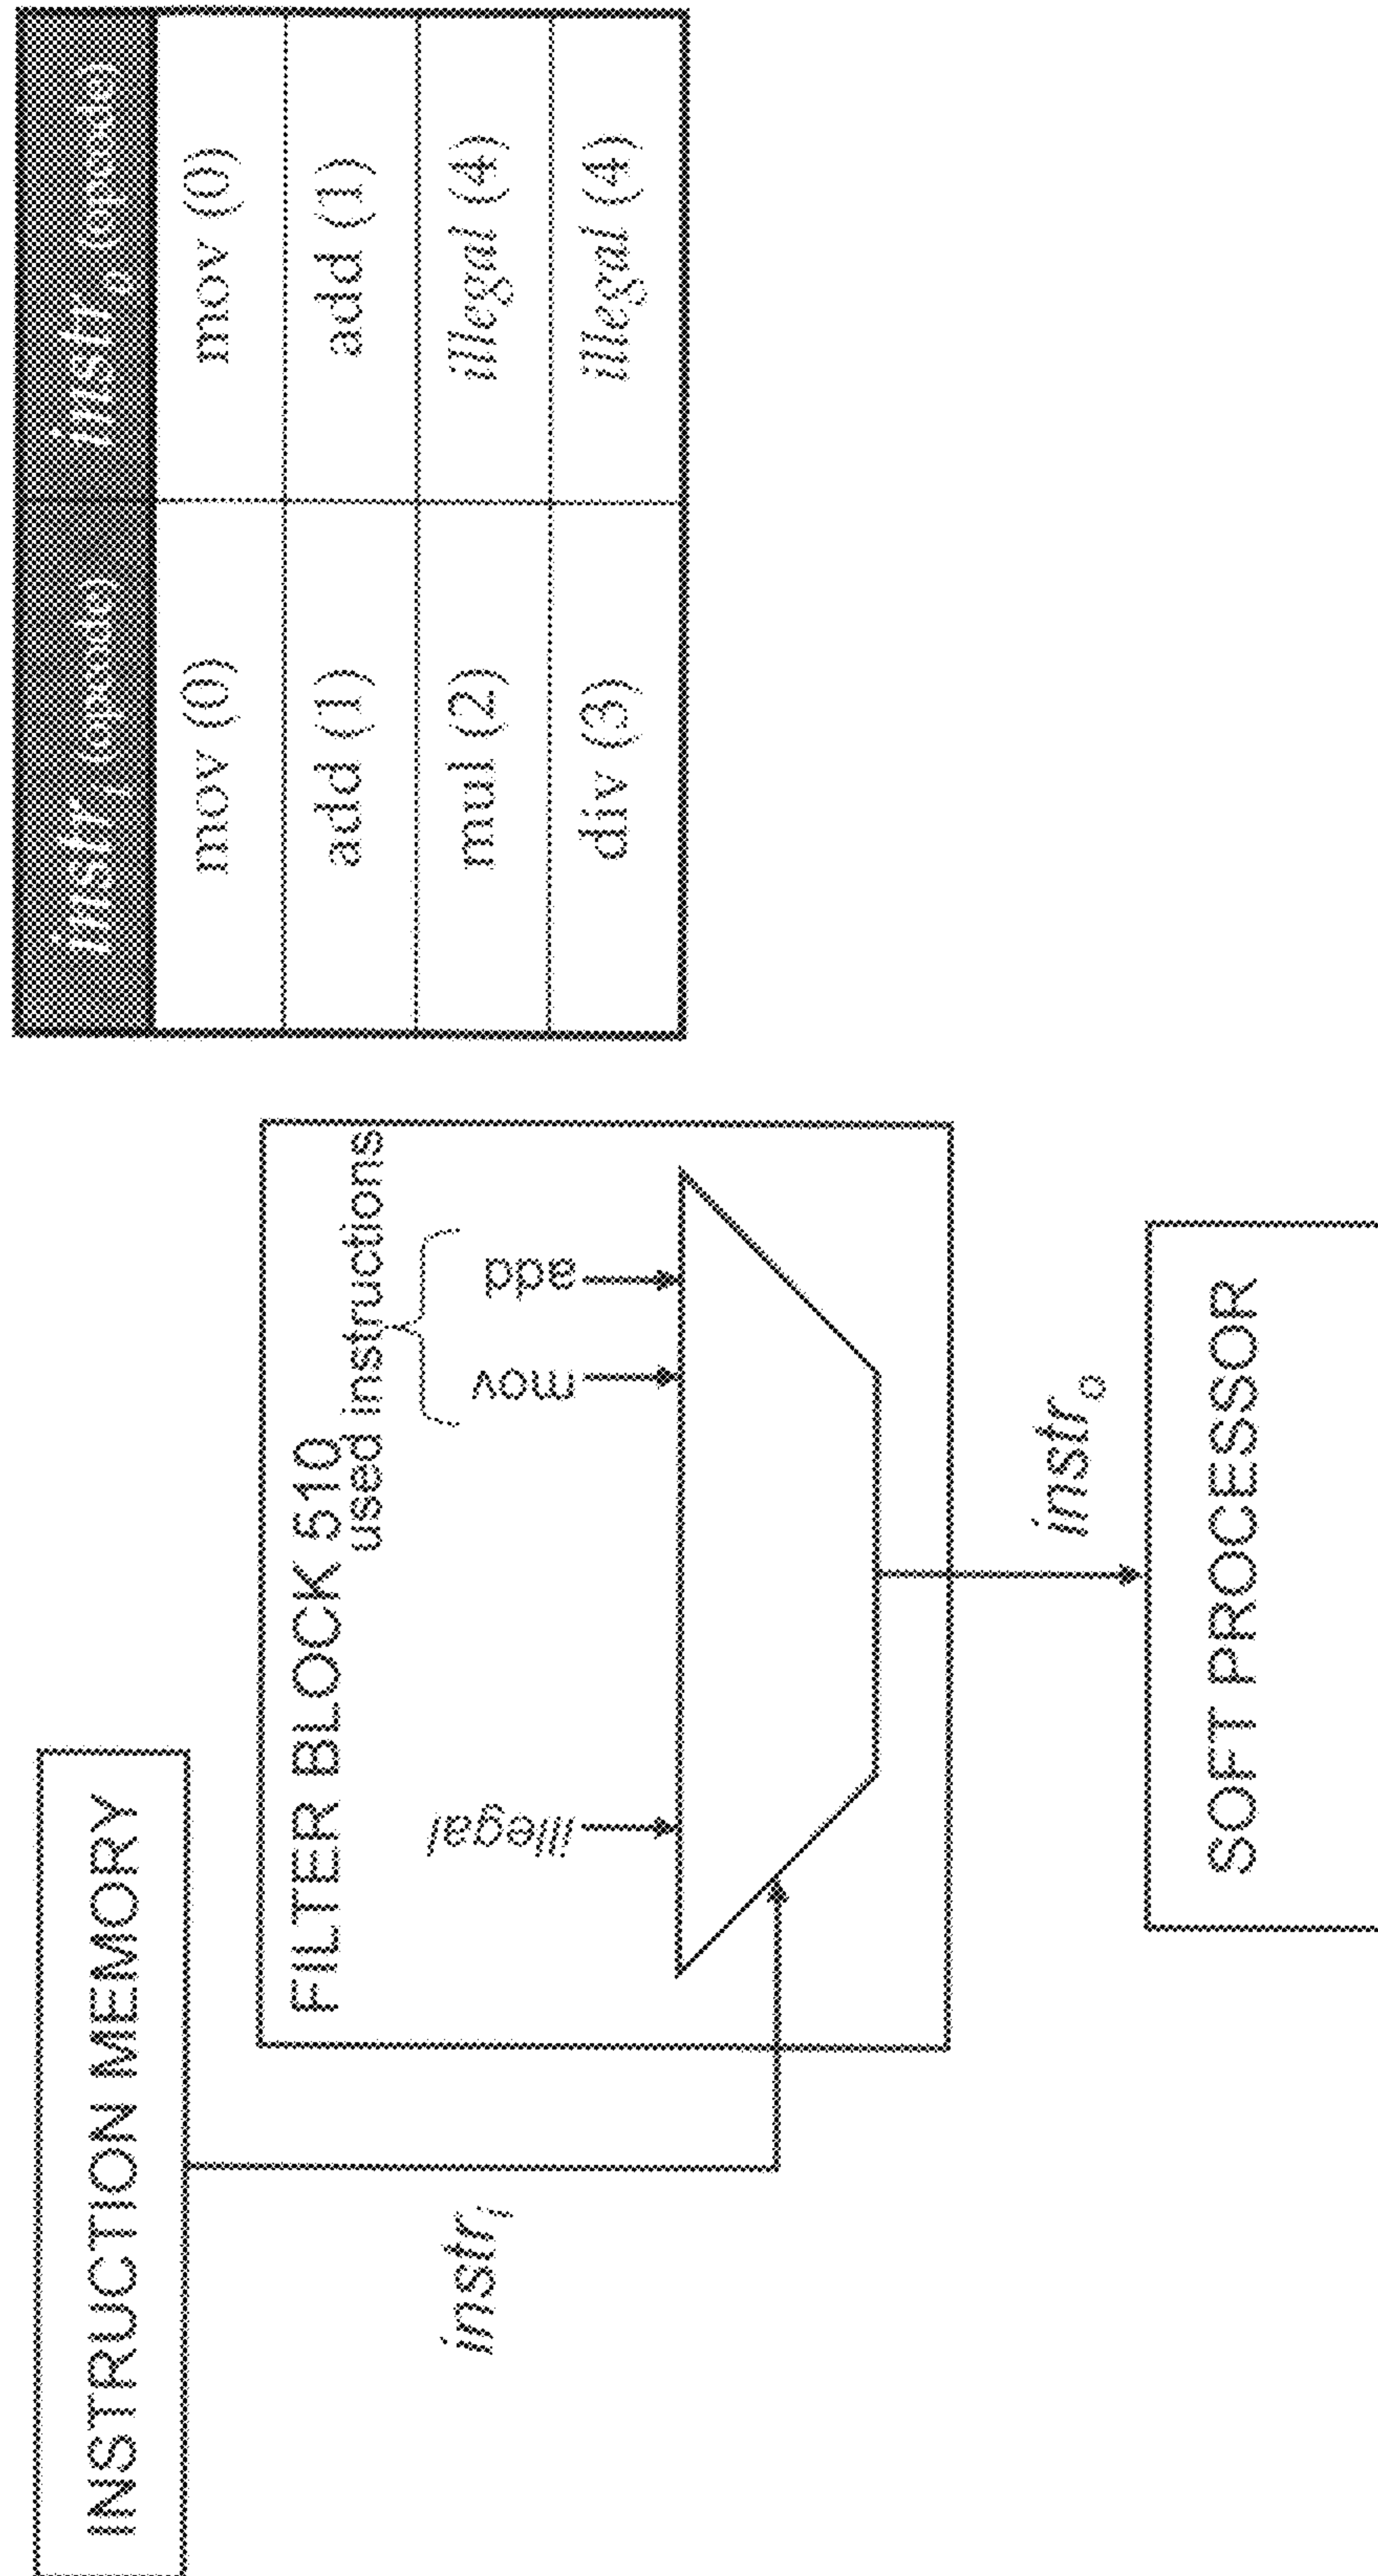 INSTRUCTION MEMORY
instr_i
FILTER BLOCK 510
used instructions
illegal
mov
add
instr_o
SOFT PROCESSOR
instr_i (opcode) instr_o (opcode)
mov (0) mov (0)
add (1) add (1)
mul (2) illegal (4)
div (3) illegal (4)